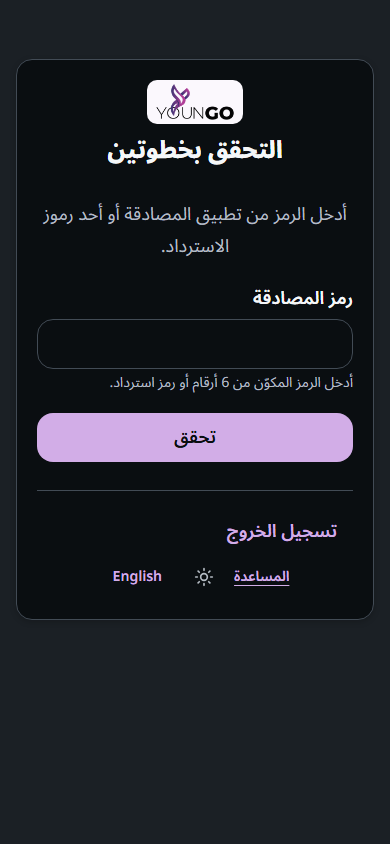 YOUNGO
التحقق بخطوتين
أدخل الرمز من تطبيق المصادقة أو أحد رموز
الاسترداد.
رمز المصادقة
أدخل الرمز المكوّن من 6 أرقام أو رمز استرداد.
تحقق
تسجيل الخروج
المساعدة
English